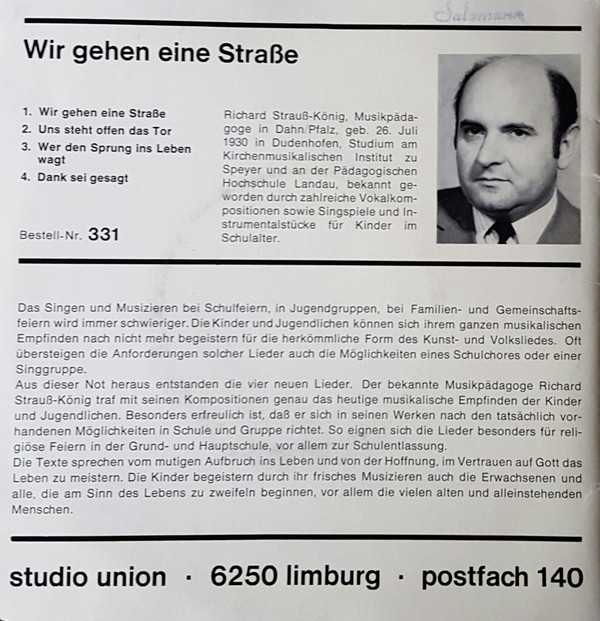 Salzmann
Wir gehen eine Straße
1. Wir gehen eine Straße
2. Uns steht offen das Tor
3. Wer den Sprung ins Leben
wagt
4. Dank sei gesagt
Bestell-Nr. 331
Richard Strauß-König, Musikpäda-
goge in Dahn/Pfalz, geb. 26. Juli
1930 in Dudenhofen, Studium am
Kirchenmusikalischen Institut zu
Speyer und an der Pädagogischen
Hochschule Landau, bekannt ge-
worden durch zahlreiche Vokalkom-
positionen sowie Singspiele und In-
strumentalstücke für Kinder im
Schulalter.
Das Singen und Musizieren bei Schulfeiern, in Jugendgruppen, bei Familien- und Gemeinschafts-
feiern wird immer schwieriger. Die Kinder und Jugendlichen können sich ihrem ganzen musikalischen
Empfinden nach nicht mehr begeistern für die herkömmliche Form des Kunst- und Volksliedes. Oft
übersteigen die Anforderungen solcher Lieder auch die Möglichkeiten eines Schulchores oder einer
Singgruppe.
Aus dieser Not heraus entstanden die vier neuen Lieder. Der bekannte Musikpädagoge Richard
Strauß-König traf mit seinen Kompositionen genau das heutige musikalische Empfinden der Kinder
und Jugendlichen. Besonders erfreulich ist, daß er sich in seinen Werken nach den tatsächlich vor-
handenen Möglichkeiten in Schule und Gruppe richtet. So eignen sich die Lieder besonders für reli-
giöse Feiern in der Grund- und Hauptschule, vor allem zur Schulentlassung.
Die Texte sprechen vom mutigen Aufbruch ins Leben und von der Hoffnung, im Vertrauen auf Gott das
Leben zu meistern. Die Kinder begeistern durch ihr frisches Musizieren auch die Erwachsenen und
alle, die am Sinn des Lebens zu zweifeln beginnen, vor allem die vielen alten und alleinstehenden
Menschen.
studio union · 6250 limburg · postfach 140